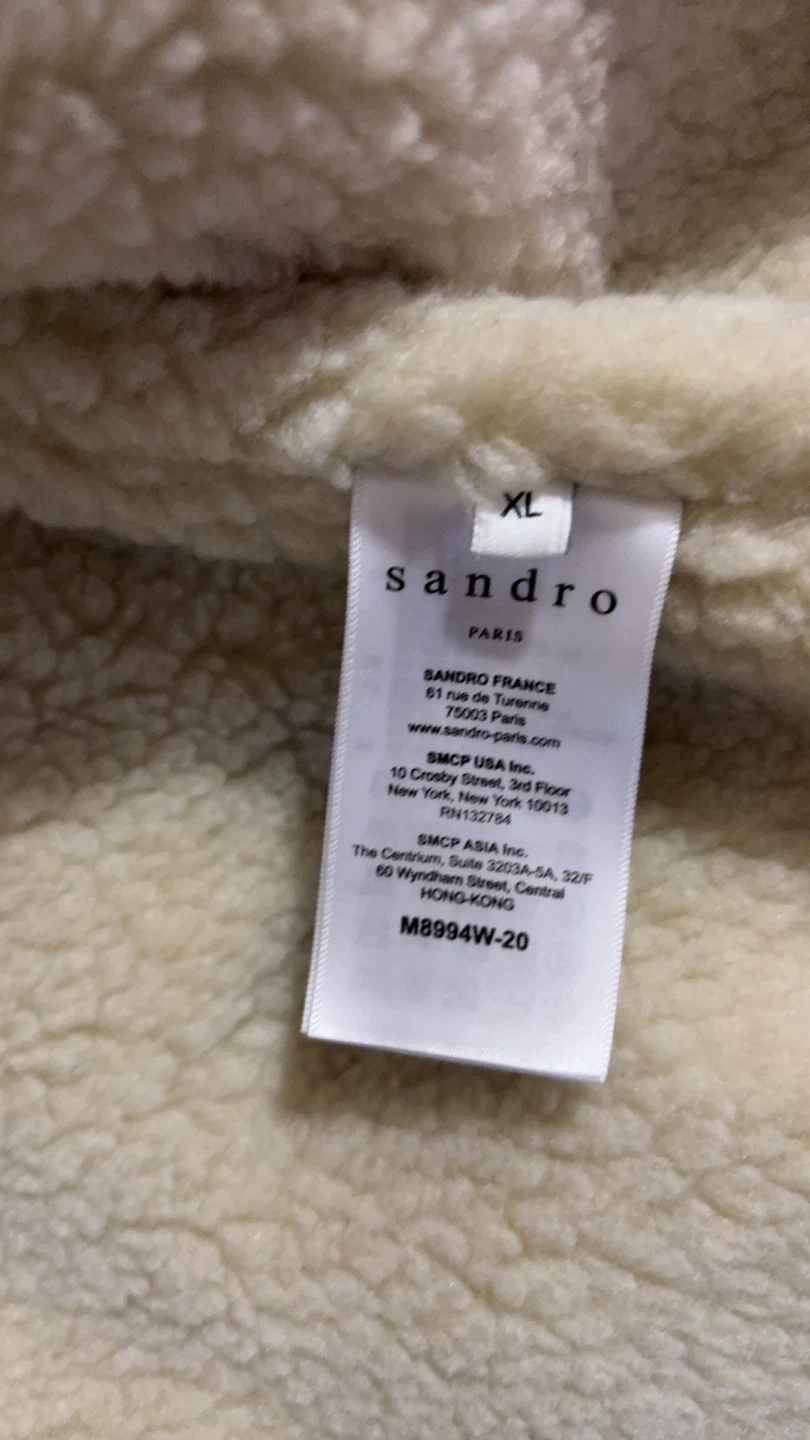 XL
sandro
PARIS
SANDRO FRANCE
61 rue de Turenne
75003 Paris
www.sandro-paris.com
SMCP USA Inc.
10 Crosby Street, 3rd Floor
New York, New York 10013
RN132784
SMCP ASIA Inc.
The Centrium, Suite 3203A-5A, 32/F
60 Wyndham Street, Central
HONG-KONG
M8994W-20